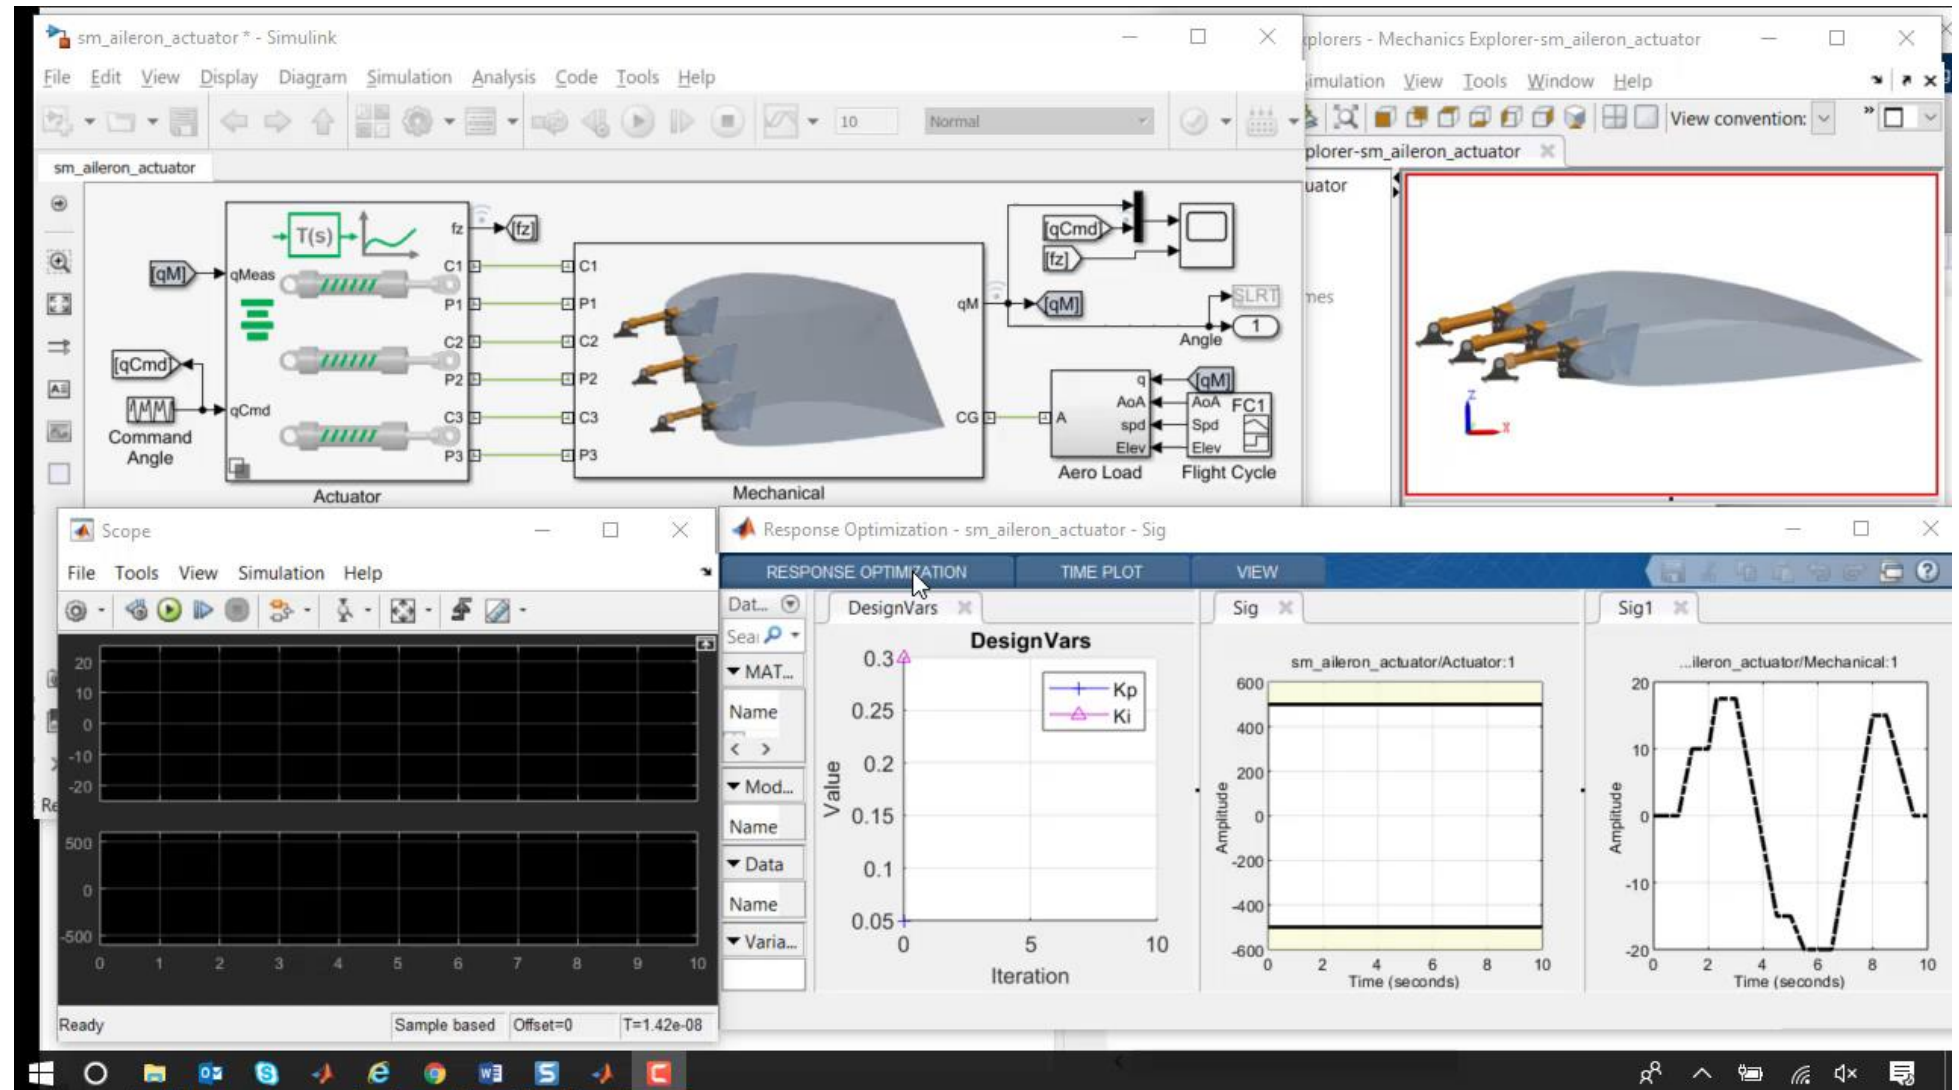 sm_aileron_actuator * - Simulink
File Edit View Display Diagram Simulation Analysis Code Tools Help
10 Normal
sm_aileron_actuator
T(s)
fz
[fz]
[qM]
qMeas
C1
P1
C2
P2
C3
P3
[qCmd]
qCmd
Command
Angle
Actuator
C1
P1
C2
P2
C3
P3
qM
CG
Mechanical
[qCmd]
[fz]
[qM]
SLRT
1
Angle
[qM]
A
q
AoA
spd
Elev
AoA
Spd
Elev
FC1
Aero Load
Flight Cycle
plorers - Mechanics Explorer-sm_aileron_actuator
imulation View Tools Window Help
View convention:
»
plorer-sm_aileron_actuator
uator
mes
Z
X
Re
Scope
File Tools View Simulation Help
20
10
0
-10
-20
500
0
-500
0 1 2 3 4 5 6 7 8 9 10
Ready
Sample based Offset=0 T=1.42e-08
Response Optimization - sm_aileron_actuator - Sig
RESPONSE OPTIMIZATION TIME PLOT VIEW
Dat...
Sea
MAT...
Name
Mod...
Name
Data
Name
Varia...
DesignVars
DesignVars
0.3
0.25
0.2
0.15
0.1
0.05
Value
Kp
Ki
0 5 10
Iteration
Sig
sm_aileron_actuator/Actuator:1
600
400
200
0
-200
-400
-600
Amplitude
0 2 4 6 8 10
Time (seconds)
Sig1
...ileron_actuator/Mechanical:1
20
10
0
-10
-20
Amplitude
0 2 4 6 8 10
Time (seconds)